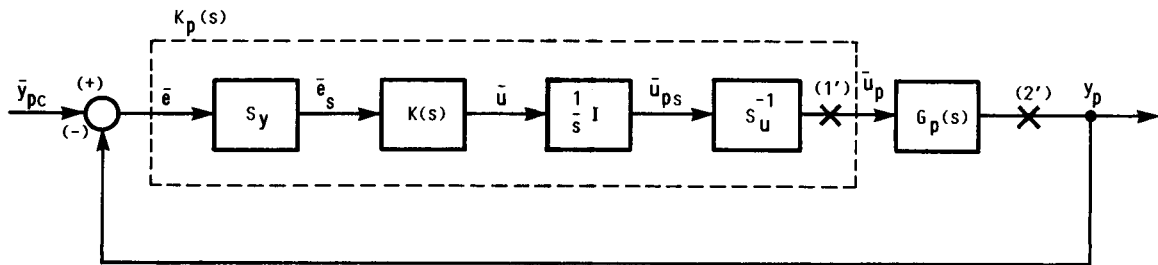 K_p(s)
ȳ_pc (+) ē S_y ē_s K(s) ū 1/s I ū_ps S_u^-1 (1') ū_p G_p(s) (2') y_p
(-)